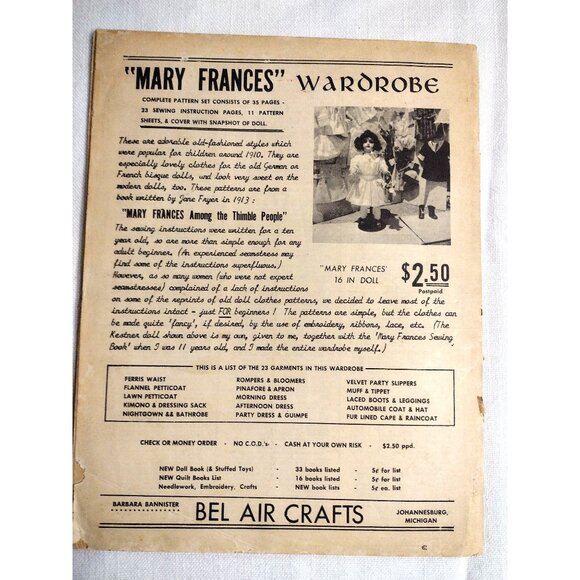 "MARY FRANCES" WARDROBE
COMPLETE PATTERN SET CONSISTS OF 35 PAGES -
23 SEWING INSTRUCTION PAGES, 11 PATTERN
SHEETS, & COVER WITH SNAPSHOT OF DOLL.
These are adorable old-fashioned styles which
were popular for children around 1910. They are
especially lovely clothes for the old German or
French bisque dolls, and look very sweet on the
modern dolls, too. These patterns are from a
book written by Jane Fryer in 1913:
"MARY FRANCES Among the Thimble People"
The sewing instructions were written for a ten
year old, so are more than simple enough for any
adult beginner. (An experienced seamstress may
find some of the instructions superfluous.)
However, as so many women (who were not expert
seamstresses) complained of a lack of instructions
on some of the reprints of old doll clothes patterns, we decided to leave most of the
instructions intact - just FOR beginners! The patterns are simple, but the clothes can
be made quite 'fancy', if desired, by the use of embroidery, ribbons, lace, etc. (The
Kestner doll shown above is my own, given to me, together with the 'Mary Frances Sewing
Book' when I was 11 years old, and I made the entire wardrobe myself.)
"MARY FRANCES'
16 IN DOLL
$2.50
Postpaid
THIS IS A LIST OF THE 23 GARMENTS IN THIS WARDROBE
FERRIS WAIST ROMPERS & BLOOMERS VELVET PARTY SLIPPERS
FLANNEL PETTICOAT PINAFORE & APRON MUFF & TIPPET
LAWN PETTICOAT MORNING DRESS LACED BOOTS & LEGGINGS
KIMONO & DRESSING SACK AFTERNOON DRESS AUTOMOBILE COAT & HAT
NIGHTGOWN && BATHROBE PARTY DRESS & GUIMPE FUR LINED CAPE & RAINCOAT
CHECK OR MONEY ORDER - NO C.O.D.'s - CASH AT YOUR OWN RISK - $2.50 ppd.
NEW Doll Book (& Stuffed Toys) - 33 books listed - 5¢ for list
NEW Quilt Books List - 16 books listed - 5¢ for list
Needlework, Embroidery, Crafts - NEW book lists - 5¢ ea. list
BARBARA BANNISTER
BEL AIR CRAFTS
JOHANNESBURG,
MICHIGAN